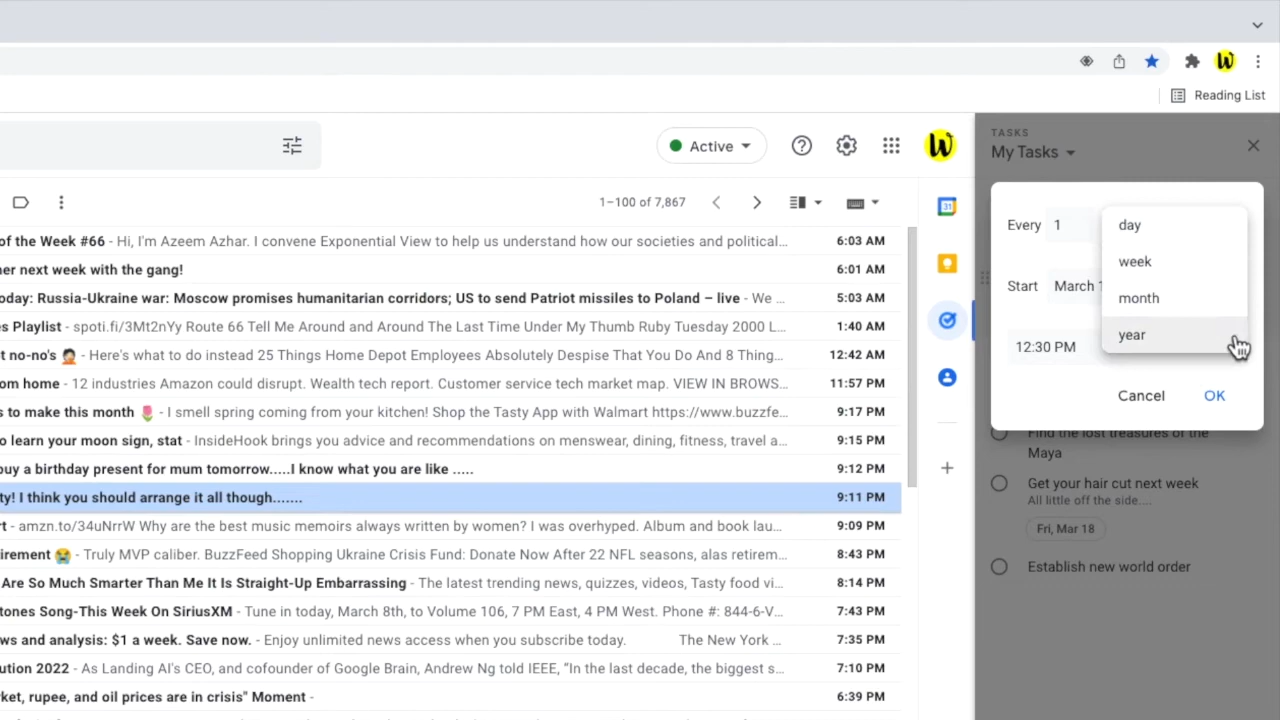 Reading List
Active
W
TASKS
My Tasks
1–100 of 7,867
of the Week #66 - Hi, I'm Azeem Azhar. I convene Exponential View to help us understand how our societies and political... 6:03 AM
next week with the gang! 6:01 AM
Russia-Ukraine war: Moscow promises humanitarian corridors; US to send Patriot missiles to Poland – live - We ... 5:03 AM
Playlist - spoti.fi/3Mt2nYy Route 66 Tell Me Around and Around The Last Time Under My Thumb Ruby Tuesday 2000 L... 1:40 AM
no-no's 🤦 - Here's what to do instead 25 Things Home Depot Employees Absolutely Despise That You Do And 8 Thing... 12:42 AM
home - 12 industries Amazon could disrupt. Wealth tech report. Customer service tech market map. VIEW IN BROWS... 11:57 PM
to make this month 🌷 - I smell spring coming from your kitchen! Shop the Tasty App with Walmart https://www.buzzfe... 9:17 PM
to learn your moon sign, stat - InsideHook brings you advice and recommendations on menswear, dining, fitness, travel a... 9:15 PM
buy a birthday present for mum tomorrow.....I know what you are like ..... 9:12 PM
ty! I think you should arrange it all though....... 9:11 PM
- amzn.to/34uNrrW Why are the best music memoirs always written by women? I was overhyped. Album and book lau... 9:09 PM
irement 😭 - Truly MVP caliber. BuzzFeed Shopping Ukraine Crisis Fund: Donate Now After 22 NFL seasons, alas retirem... 8:43 PM
Are So Much Smarter Than Me It Is Straight-Up Embarrassing - The latest trending news, quizzes, videos, Tasty food vi... 8:14 PM
tones Song-This Week On SiriusXM - Tune in today, March 8th, to Volume 106, 7 PM East, 4 PM West. Phone #: 844-6-V... 7:43 PM
ws and analysis: $1 a week. Save now. - Enjoy unlimited news access when you subscribe today. The New York ... 7:35 PM
ution 2022 - As Landing AI's CEO, and cofounder of Google Brain, Andrew Ng told IEEE, “In the last decade, the biggest s... 7:10 PM
ket, rupee, and oil prices are in crisis" Moment - 6:39 PM
31
Every 1
day
week
month
year
Start March 1
12:30 PM
Cancel OK
Find the lost treasures of the
Maya
Get your hair cut next week
All little off the side....
Fri, Mar 18
Establish new world order